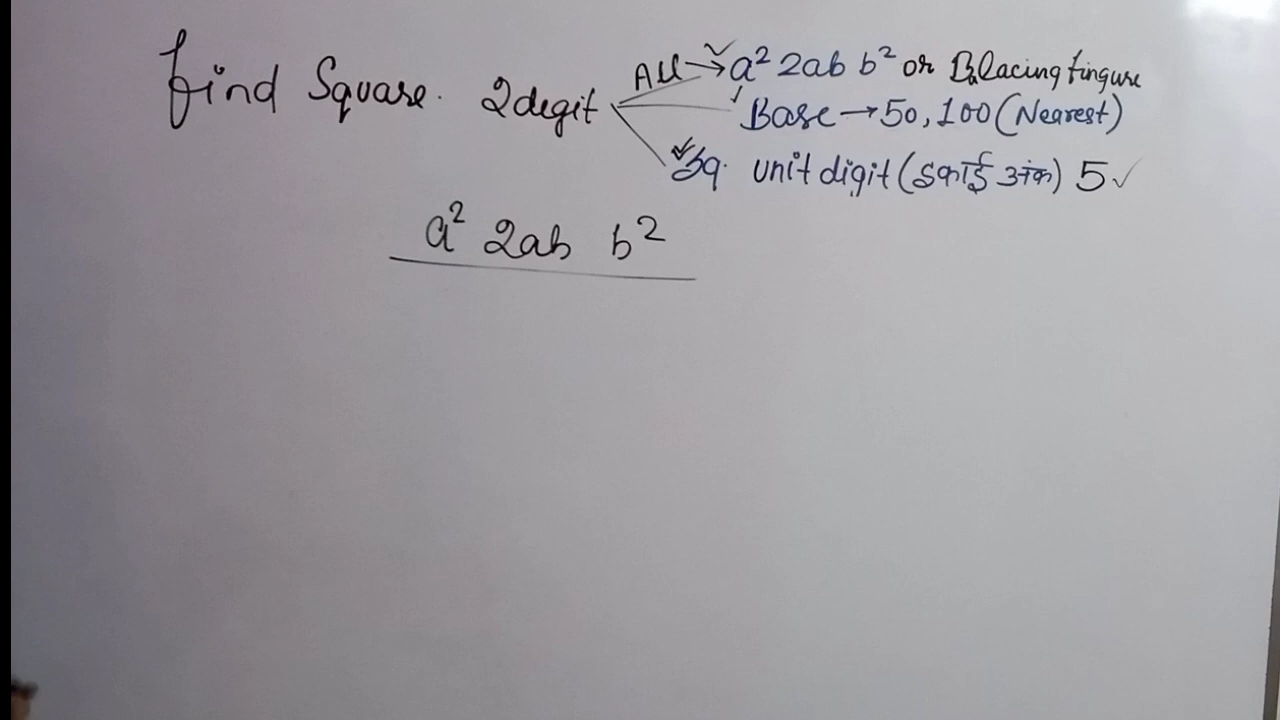 find Square. 2digit
All → a² 2ab b² or Placing fingure
Base → 50, 100 (Nearest)
Sq. unit digit (इकाई अंक) 5 ✓
a² 2ab b²